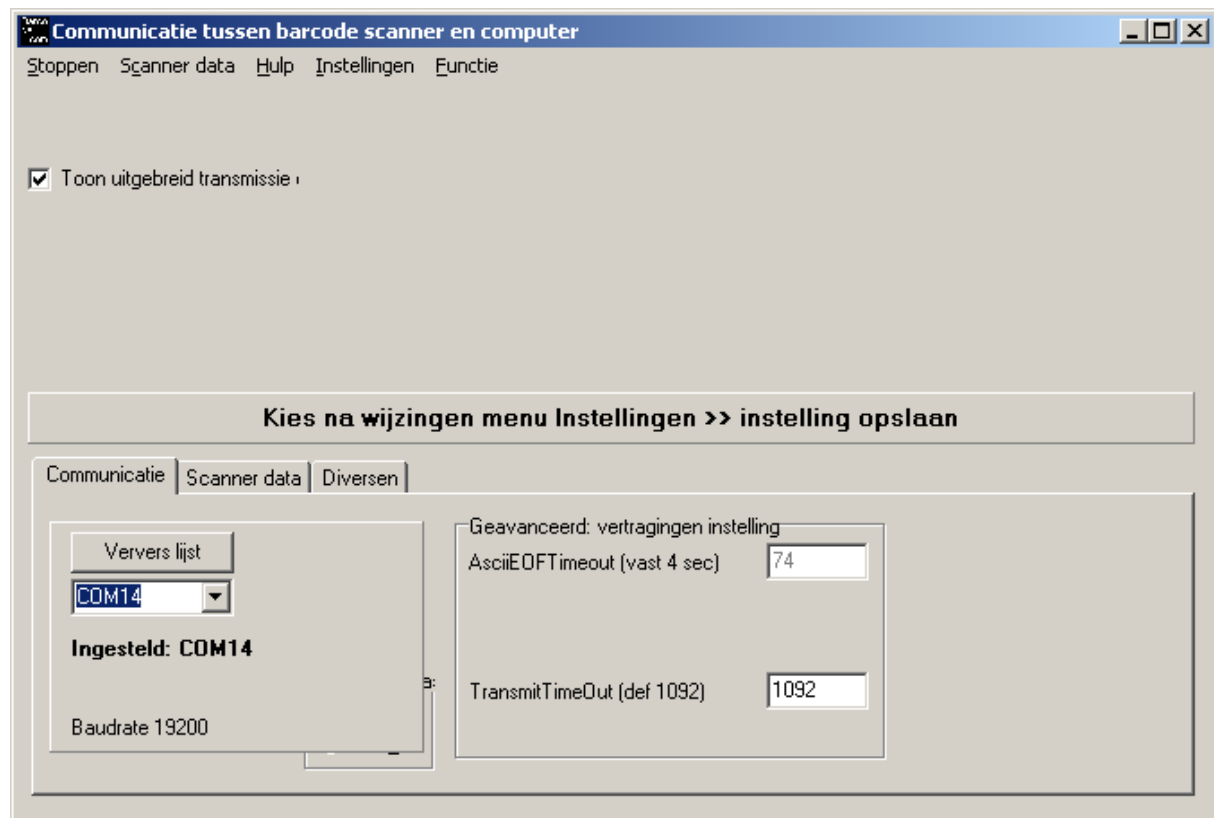 Communicatie tussen barcode scanner en computer
Stoppen Scanner data Hulp Instellingen Functie
Toon uitgebreid transmissie
Kies na wijzingen menu Instellingen >> instelling opslaan
Communicatie Scanner data Diversen
Ververs lijst
COM14
Ingesteld: COM14
Baudrate 19200
a:
Geavanceerd: vertragingen instelling
AsciiEOFTimeout (vast 4 sec) 74
TransmitTimeOut (def 1092) 1092